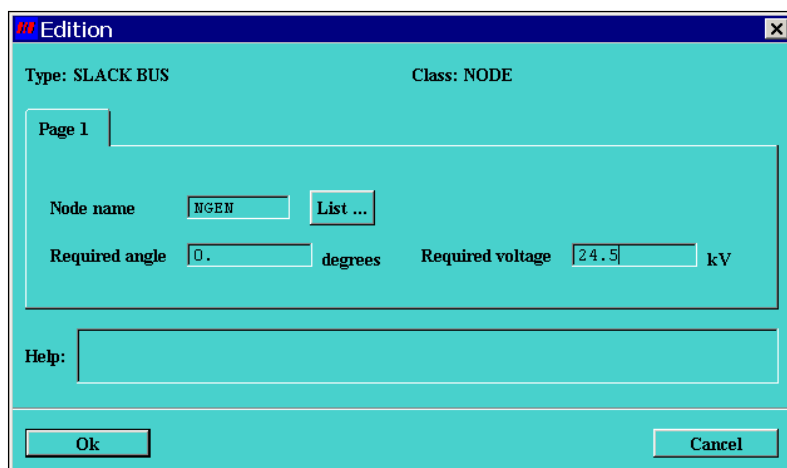 Edition
Type: SLACK BUS Class: NODE
Page 1
Node name NGEN List ...
Required angle 0. degrees Required voltage 24.5 kV
Help:
Ok Cancel